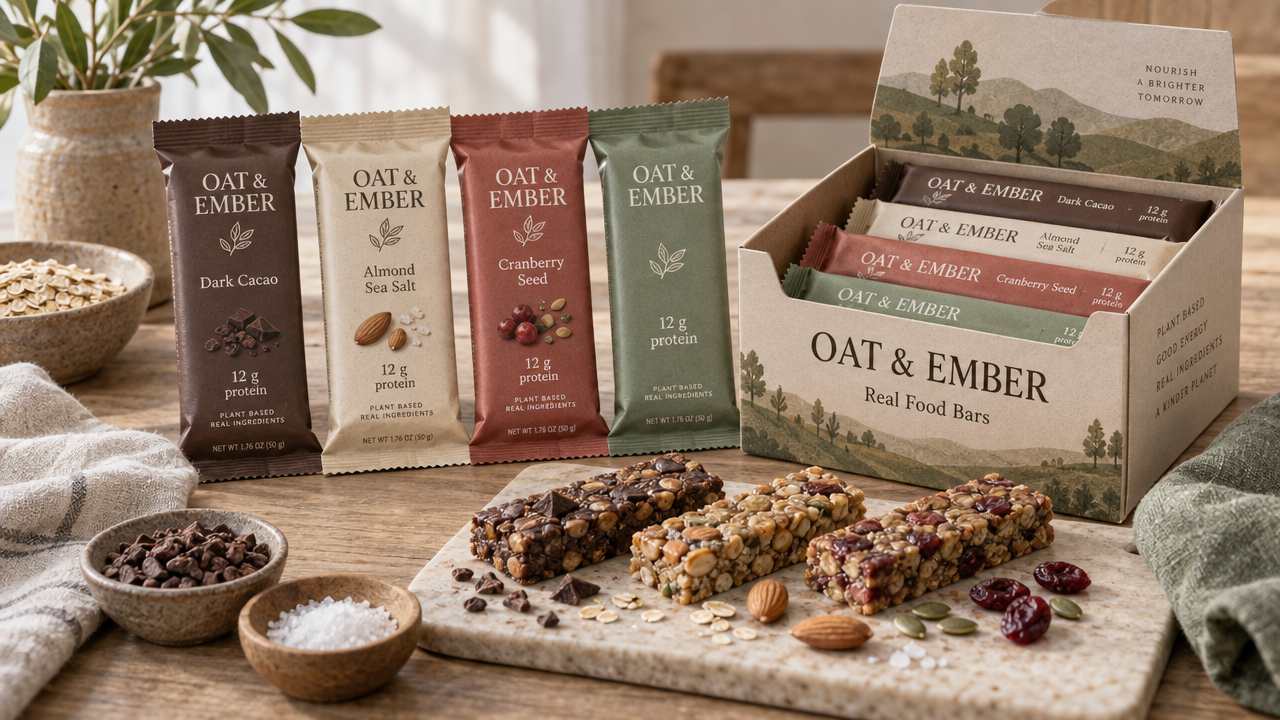 OAT &
EMBER
Dark Cacao
12 g
protein
PLANT BASED
REAL INGREDIENTS
NET WT 1.76 OZ (50 g)
OAT &
EMBER
Almond
Sea Salt
12 g
protein
PLANT BASED
REAL INGREDIENTS
NET WT 1.76 OZ (50 g)
OAT &
EMBER
Cranberry
Seed
12 g
protein
PLANT BASED
REAL INGREDIENTS
NET WT 1.76 OZ (50 g)
OAT &
EMBER
12 g
protein
PLANT BASED
REAL INGREDIENTS
NET WT 1.76 OZ (50 g)
NOURISH
A BRIGHTER
TOMORROW
OAT & EMBER
Dark Cacao
12 g
protein
OAT & EMBER
Almond
Sea Salt
12 g
protein
OAT & EMBER
Cranberry Seed
12 g
protein
OAT & EMBER
12 g
OAT & EMBER
Real Food Bars
PLANT BASED
GOOD ENERGY
REAL INGREDIENTS
A KINDER PLANET